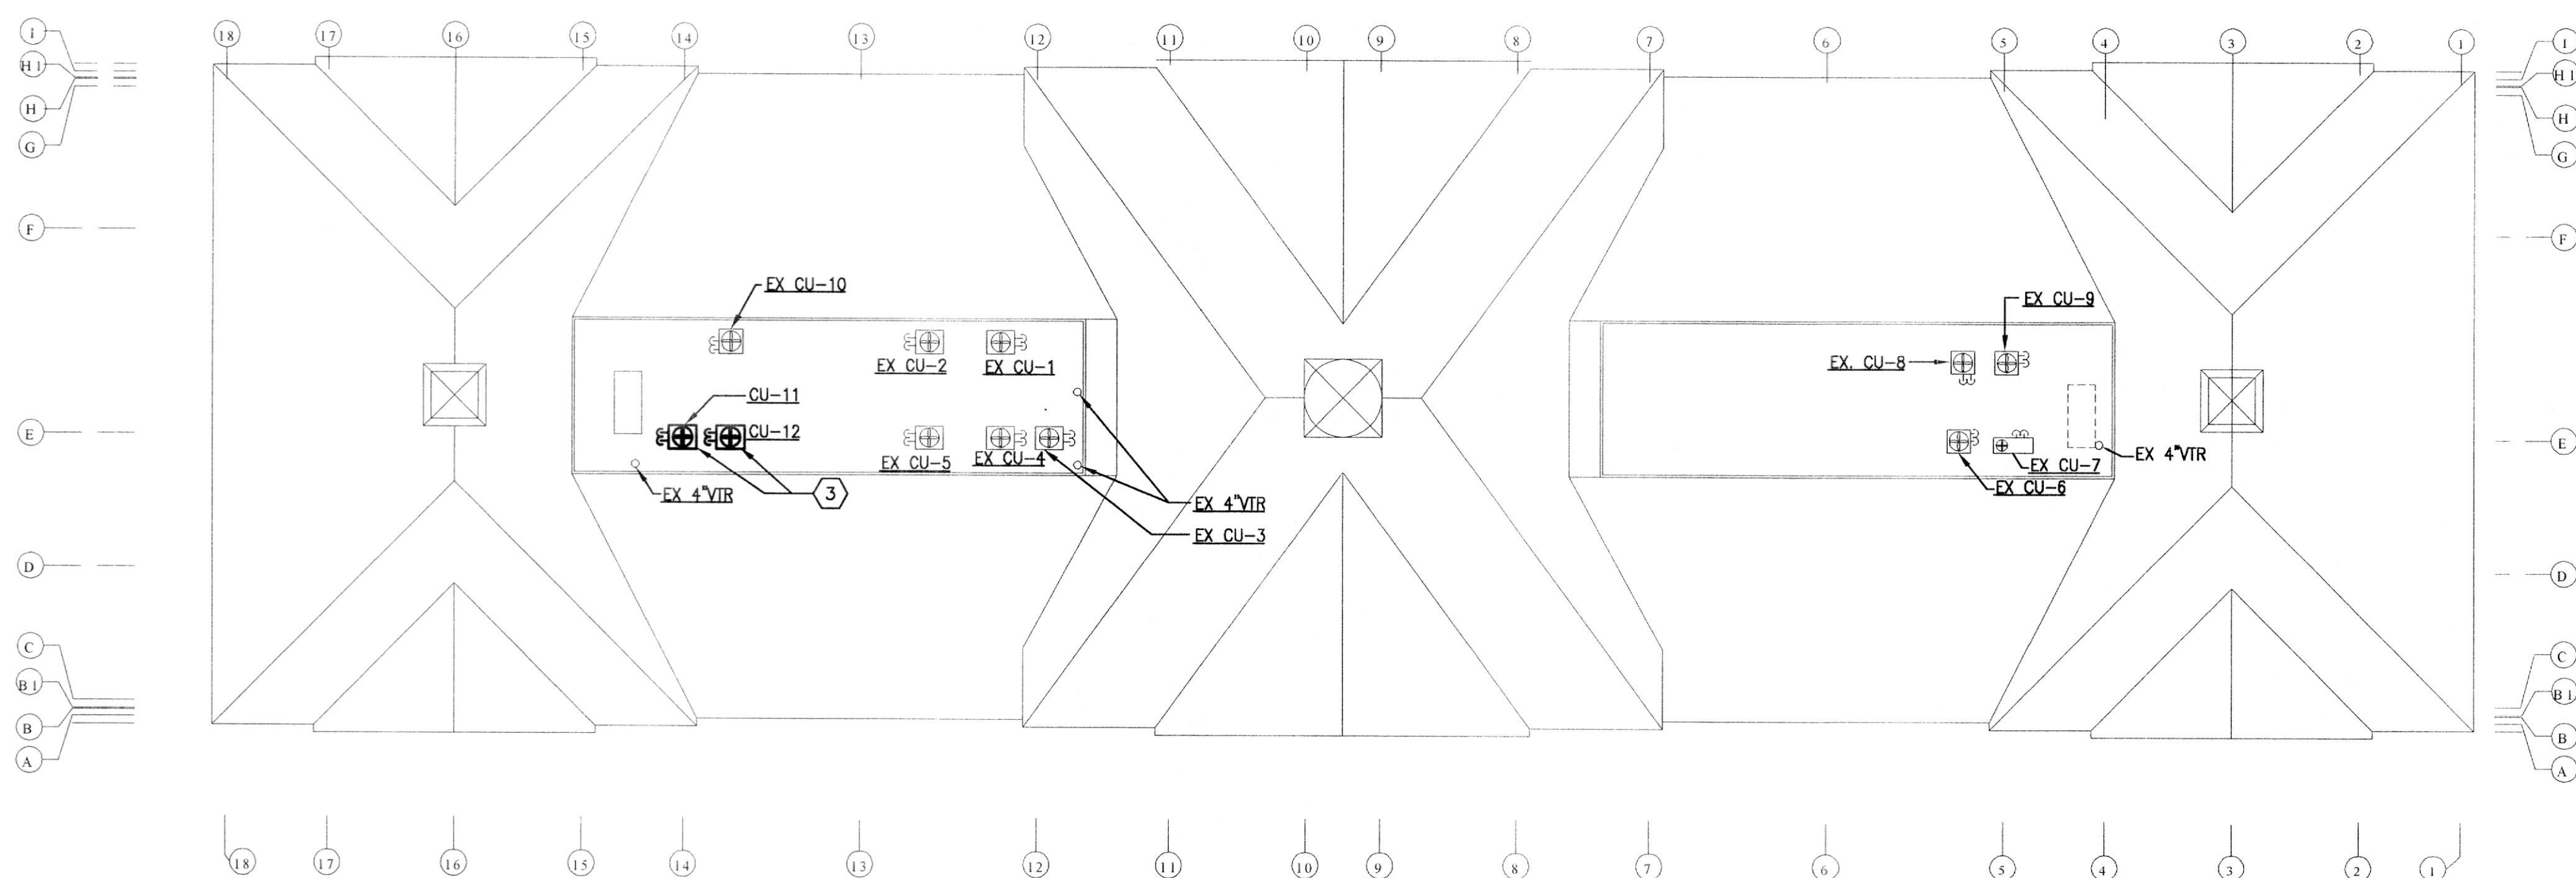 I 18 17 16 15 14 13 12 11 10 9 8 7 6 5 4 3 2 1 I
H1 H1
H H
G G
F F
EX CU-10 EX CU-9
EX CU-2 EX CU-1 EX. CU-8
CU-11
E CU-12 E
EX CU-5 EX CU-4 EX 4"VTR
EX CU-7
EX 4"VTR 3 EX CU-6
EX 4"VTR
EX CU-3
D D
C C
B1 B1
B B
A A
18 17 16 15 14 13 12 11 10 9 8 7 6 5 4 3 2 1